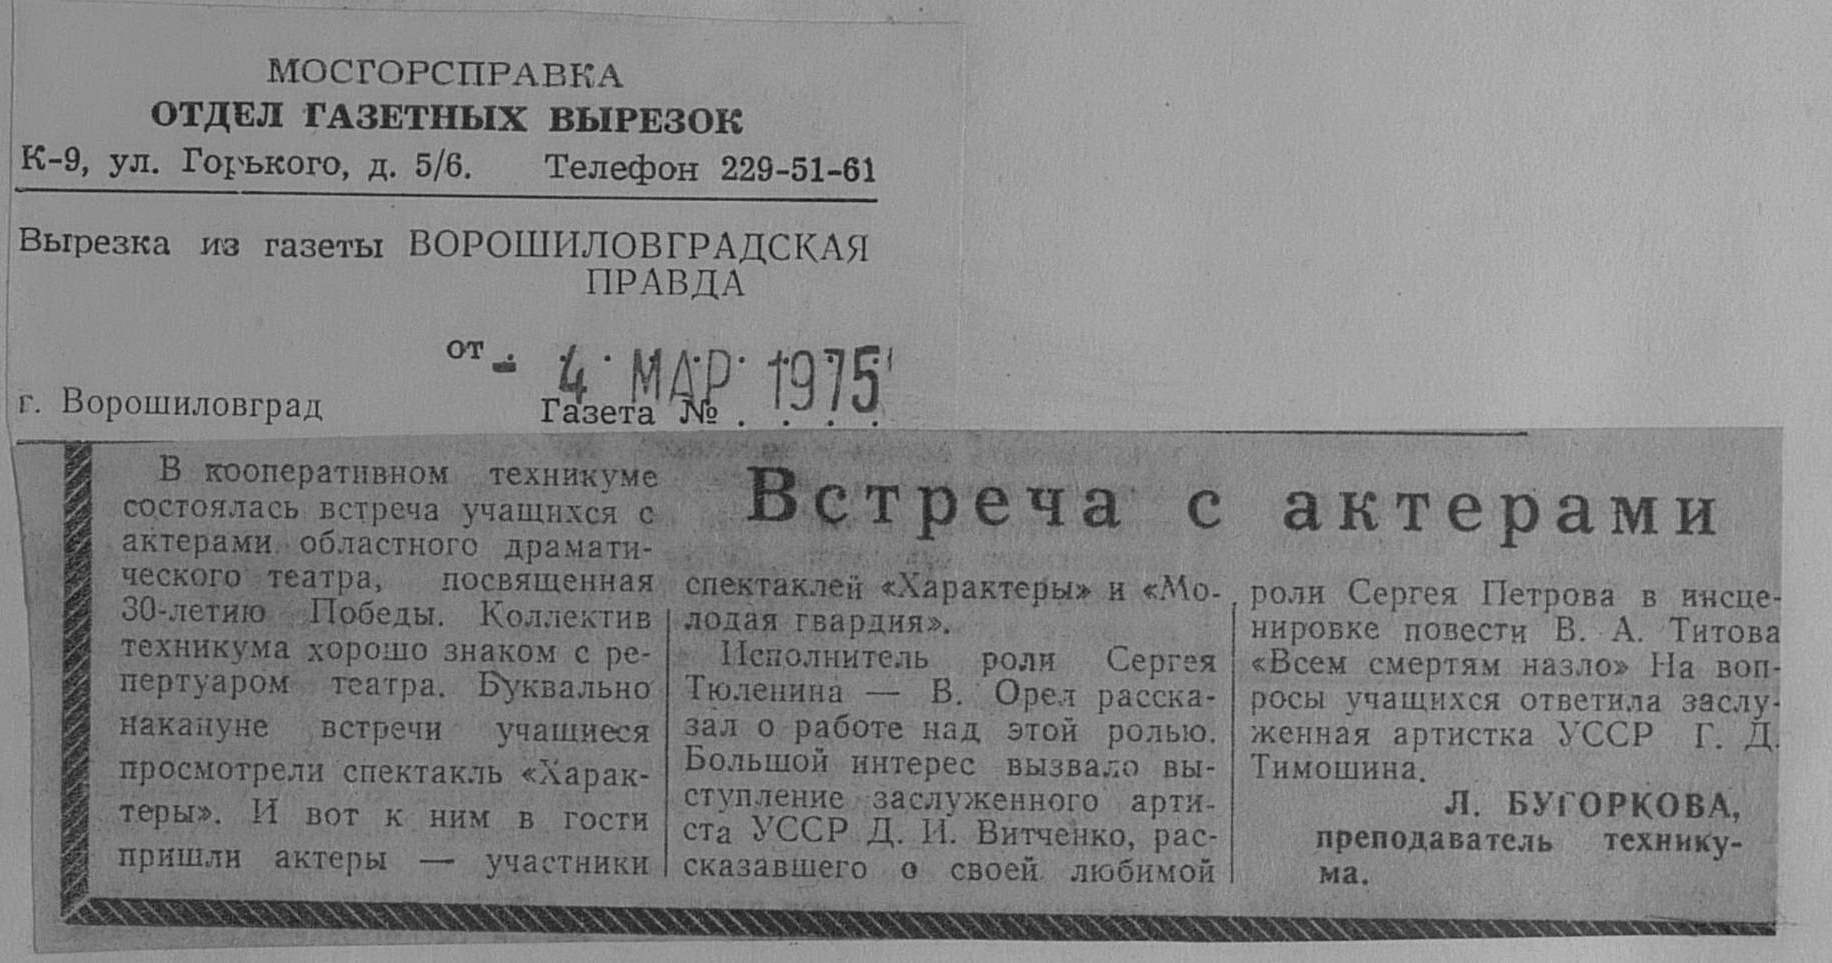 МОСГОРСПРАВКА
ОТДЕЛ ГАЗЕТНЫХ ВЫРЕЗОК
К-9, ул. Горького, д. 5/6. Телефон 229-51-61
Вырезка из газеты ВОРОШИЛОВГРАДСКАЯ
ПРАВДА
от - 4 МАР 1975
г. Ворошиловград Газета № . . . .
Встреча с актерами
В кооперативном техникуме
состоялась встреча учащихся с
актерами областного драмати-
ческого театра, посвященная
30-летию Победы. Коллектив
техникума хорошо знаком с ре-
пертуаром театра. Буквально
накануне встречи учащиеся
просмотрели спектакль «Харак-
теры». И вот к ним в гости
пришли актеры — участники
спектаклей «Характеры» и «Мо-
лодая гвардия».
Исполнитель роли Сергея
Тюленина — В. Орел расска-
зал о работе над этой ролью.
Большой интерес вызвало вы-
ступление заслуженного арти-
ста УССР Д. И. Витченко, рас-
сказавшего о своей любимой
роли Сергея Петрова в инсце-
нировке повести В. А. Титова
«Всем смертям назло» На воп-
росы учащихся ответила заслу-
женная артистка УССР Г. Д.
Тимошина.
Л. БУГОРКОВА,
преподаватель технику-
ма.